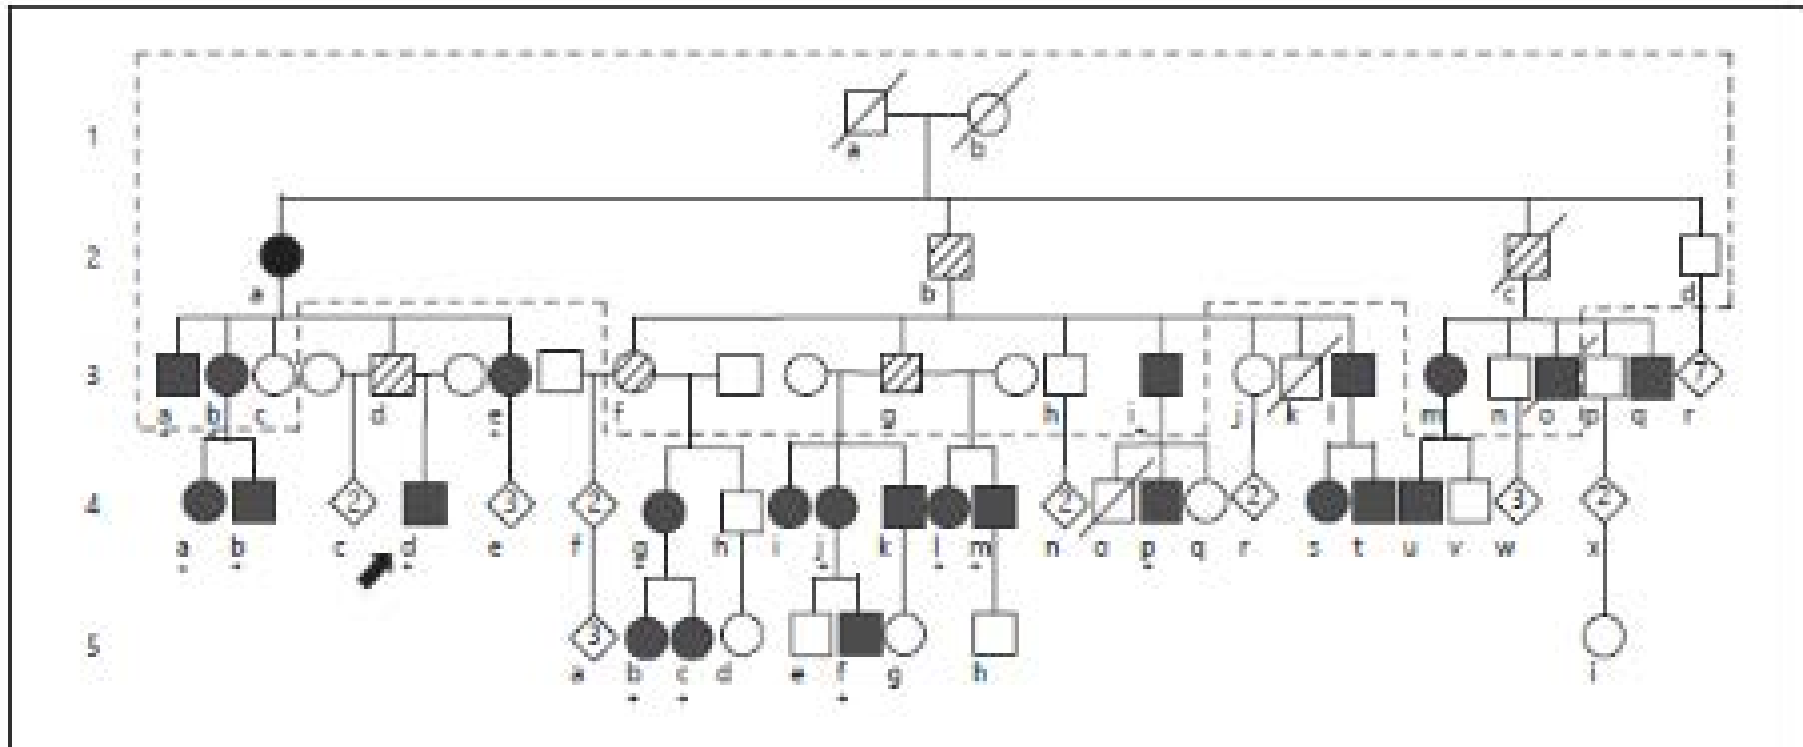 1
a b
2
a b c d
3
a b c d e f g h i j k l m n o p q r
7
4
2 3 2 2 2 3 2
a b c d e f g h i j k l m n o p q r s t u v w x
5
3
a b c d e f g h i